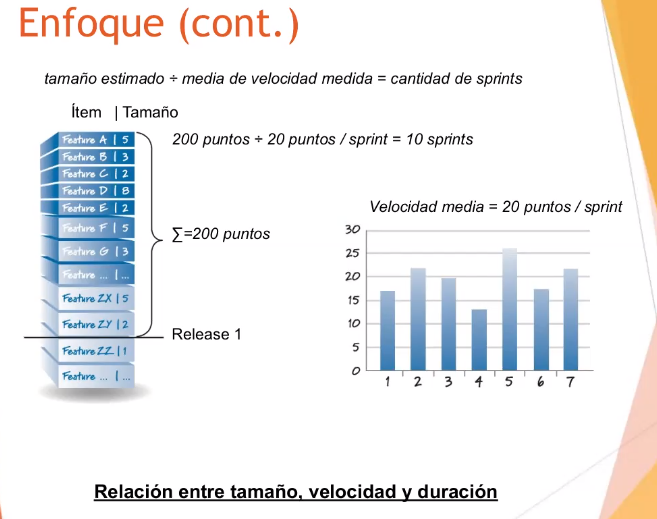 Enfoque (cont.)
tamaño estimado ÷ media de velocidad medida = cantidad de sprints
Ítem | Tamaño
Feature A | 5
Feature B | 3
Feature C | 2
Feature D | 8
Feature E | 2
Feature F | 5
Feature G | 3
Feature ... | ...
Feature ZX | 5
Feature ZY | 2
Feature ZZ | 1
Feature ... | ...
200 puntos ÷ 20 puntos / sprint = 10 sprints
∑=200 puntos
Release 1
Velocidad media = 20 puntos / sprint
30
25
20
15
10
5
0
1 2 3 4 5 6 7
Relación entre tamaño, velocidad y duración